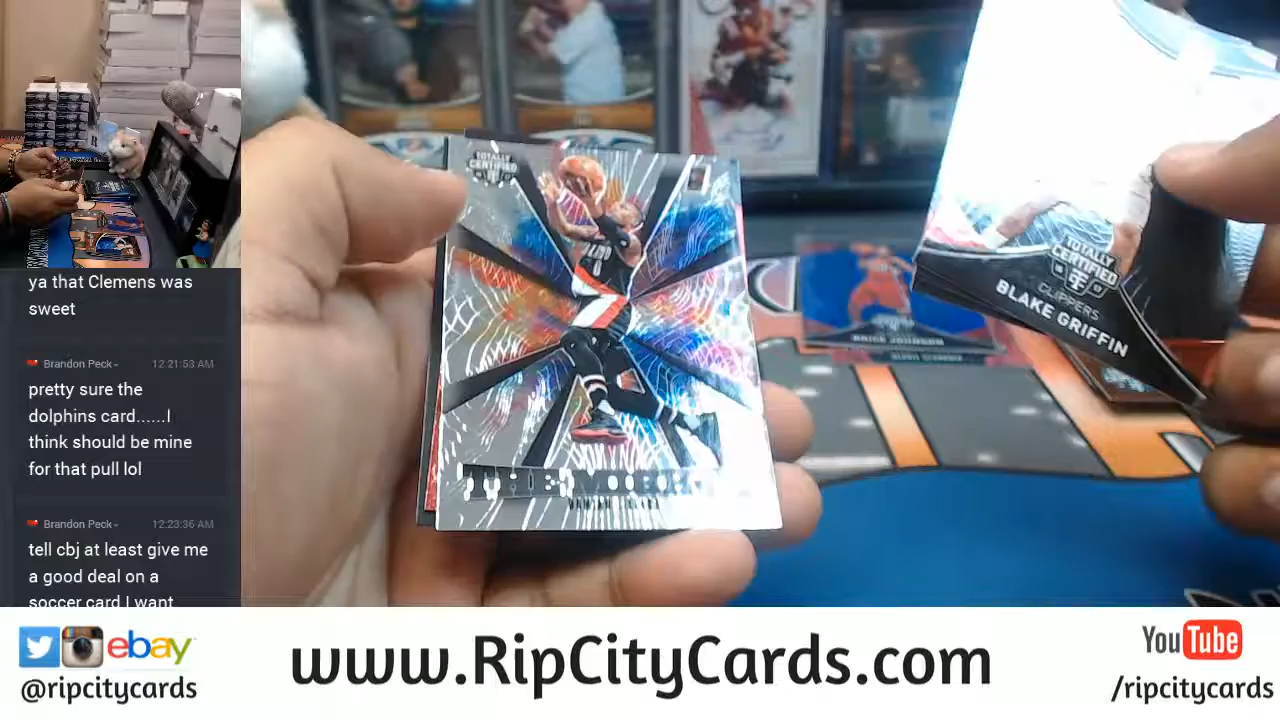 ya that Clemens was
sweet
Brandon Peck
12:21:53 AM
pretty sure the
dolphins card......I
think should be mine
for that pull lol
Brandon Peck
12:23:36 AM
tell cbj at least give me
a good deal on a
soccer card I want
TOTALLY
CERTIFIED
TOTALLY
CERTIFIED
CLIPPERS
BLAKE GRIFFIN
BRICE JOHNSON
ebay
@ripcitycards
www.RipCityCards.com
YouTube
/ripcitycards